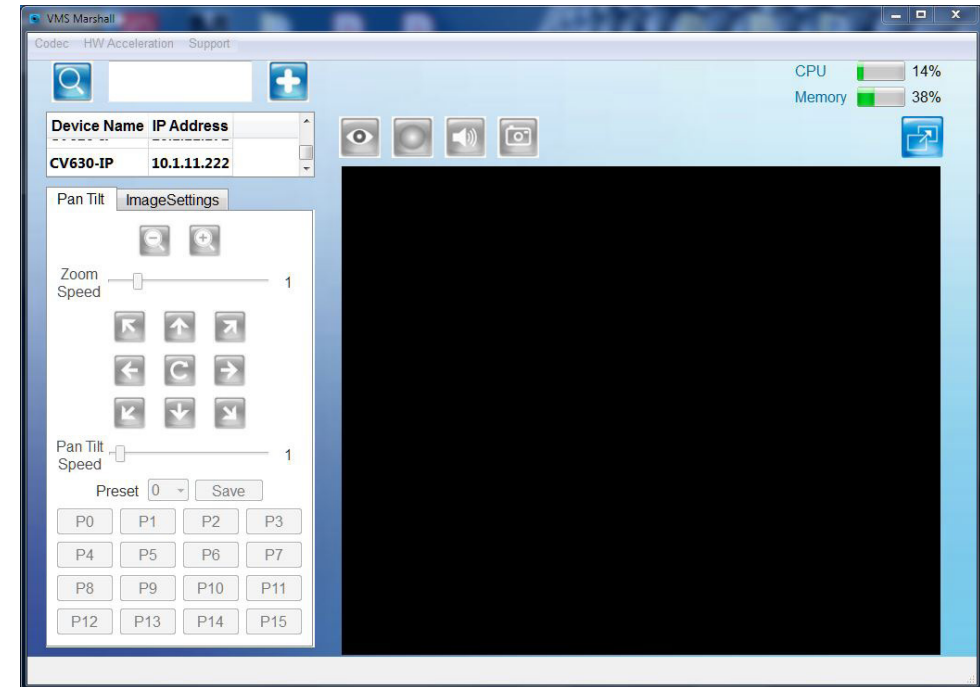 VMS Marshall
Codec HW Acceleration Support
CPU 14%
Memory 38%
Device Name IP Address
CV630-IP 10.1.11.222
Pan Tilt ImageSettings
Zoom
Speed
1
Pan Tilt
Speed
1
Preset 0 Save
P0 P1 P2 P3
P4 P5 P6 P7
P8 P9 P10 P11
P12 P13 P14 P15